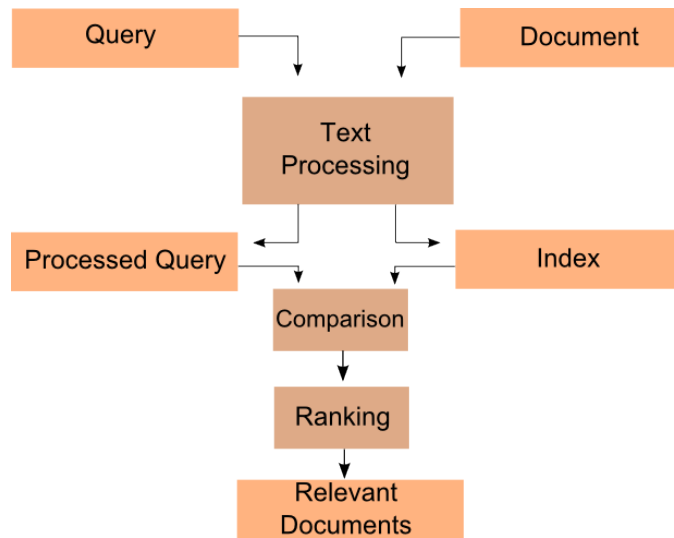 Query
Document
Text
Processing
Processed Query
Index
Comparison
Ranking
Relevant
Documents